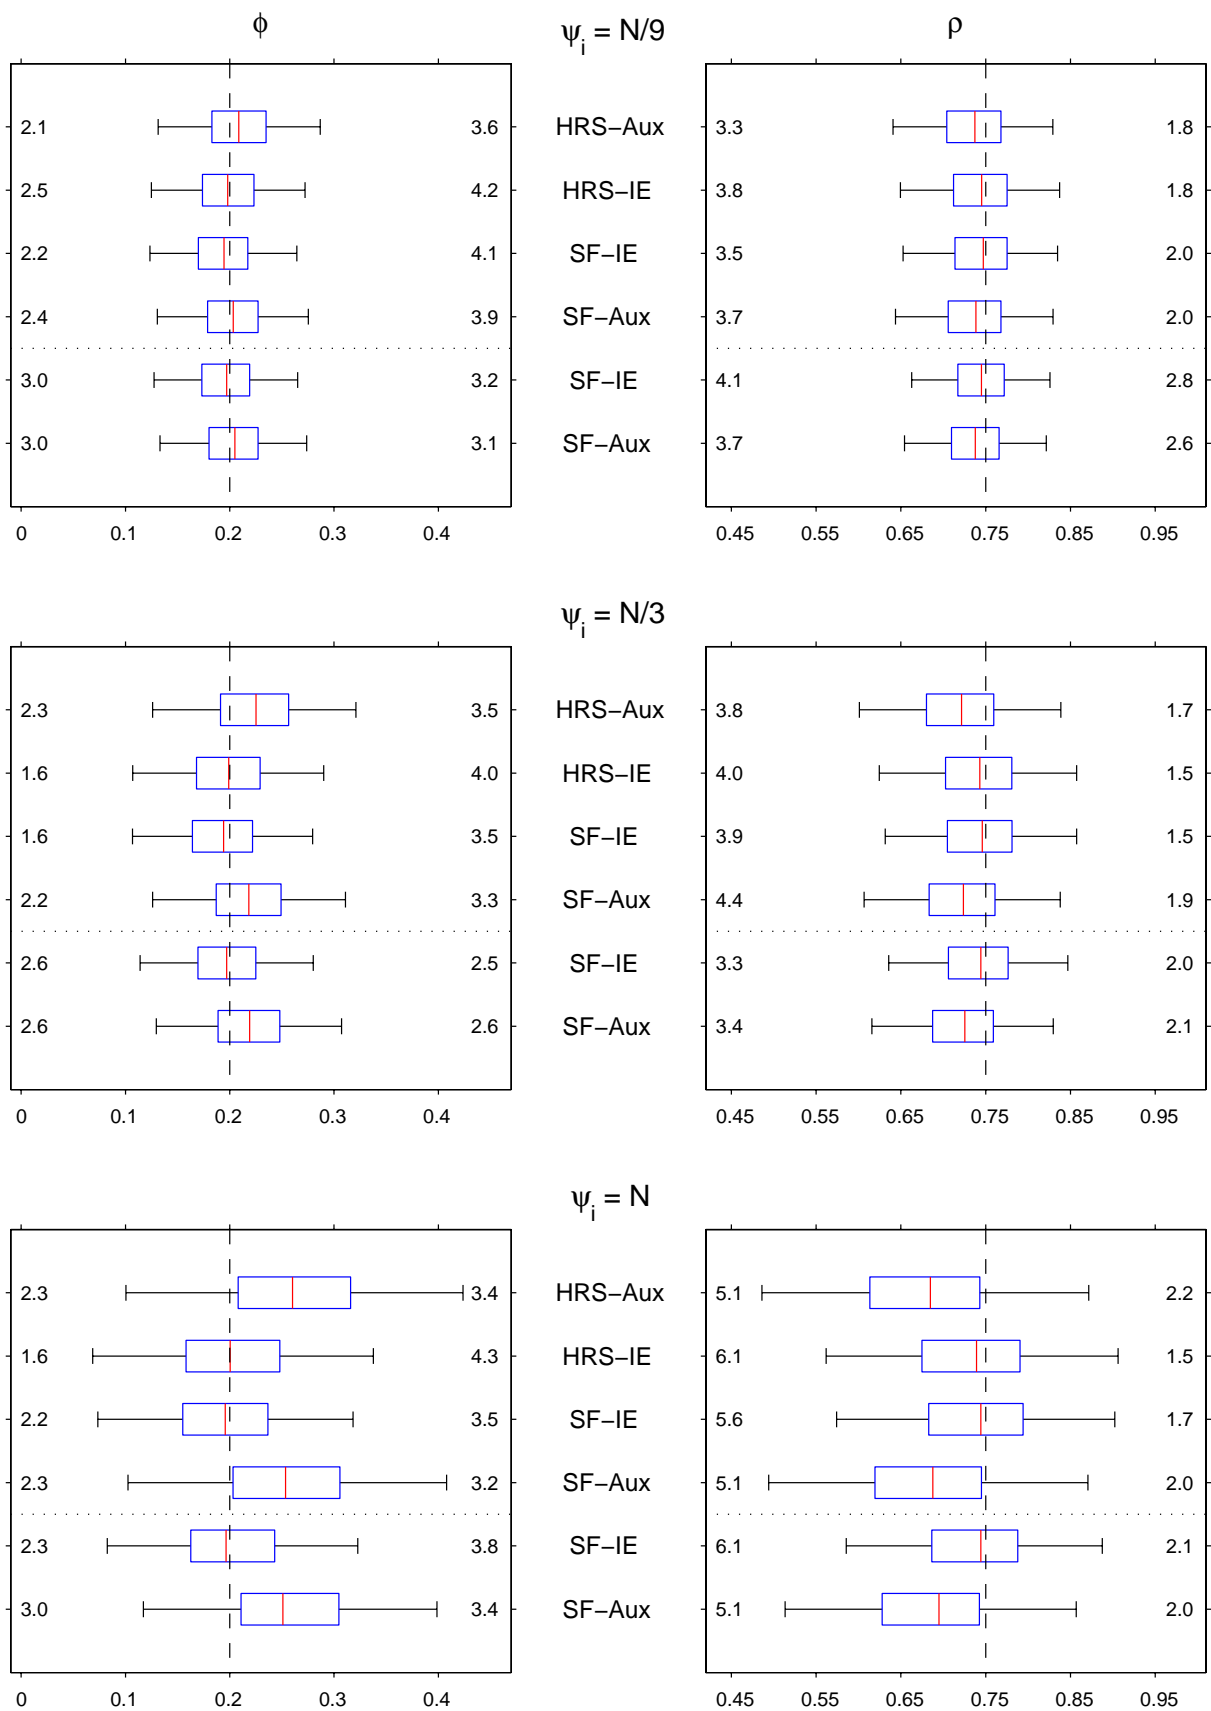 ϕ ψi = N/9 ρ
2.1 3.6 HRS−Aux 3.3 1.8
2.5 4.2 HRS−IE 3.8 1.8
2.2 4.1 SF−IE 3.5 2.0
2.4 3.9 SF−Aux 3.7 2.0
3.0 3.2 SF−IE 4.1 2.8
3.0 3.1 SF−Aux 3.7 2.6
0 0.1 0.2 0.3 0.4 0.45 0.55 0.65 0.75 0.85 0.95
ψi = N/3
2.3 3.5 HRS−Aux 3.8 1.7
1.6 4.0 HRS−IE 4.0 1.5
1.6 3.5 SF−IE 3.9 1.5
2.2 3.3 SF−Aux 4.4 1.9
2.6 2.5 SF−IE 3.3 2.0
2.6 2.6 SF−Aux 3.4 2.1
0 0.1 0.2 0.3 0.4 0.45 0.55 0.65 0.75 0.85 0.95
ψi = N
2.3 3.4 HRS−Aux 5.1 2.2
1.6 4.3 HRS−IE 6.1 1.5
2.2 3.5 SF−IE 5.6 1.7
2.3 3.2 SF−Aux 5.1 2.0
2.3 3.8 SF−IE 6.1 2.1
3.0 3.4 SF−Aux 5.1 2.0
0 0.1 0.2 0.3 0.4 0.45 0.55 0.65 0.75 0.85 0.95